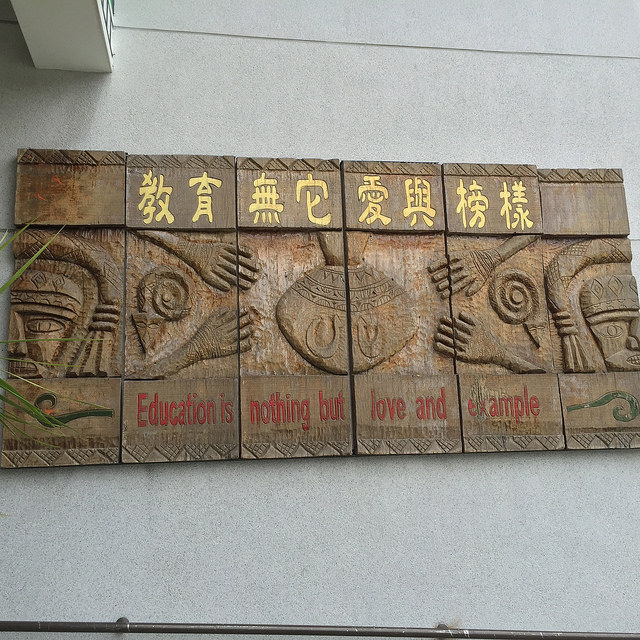 教育無它愛與榜樣
Education is nothing but love and example